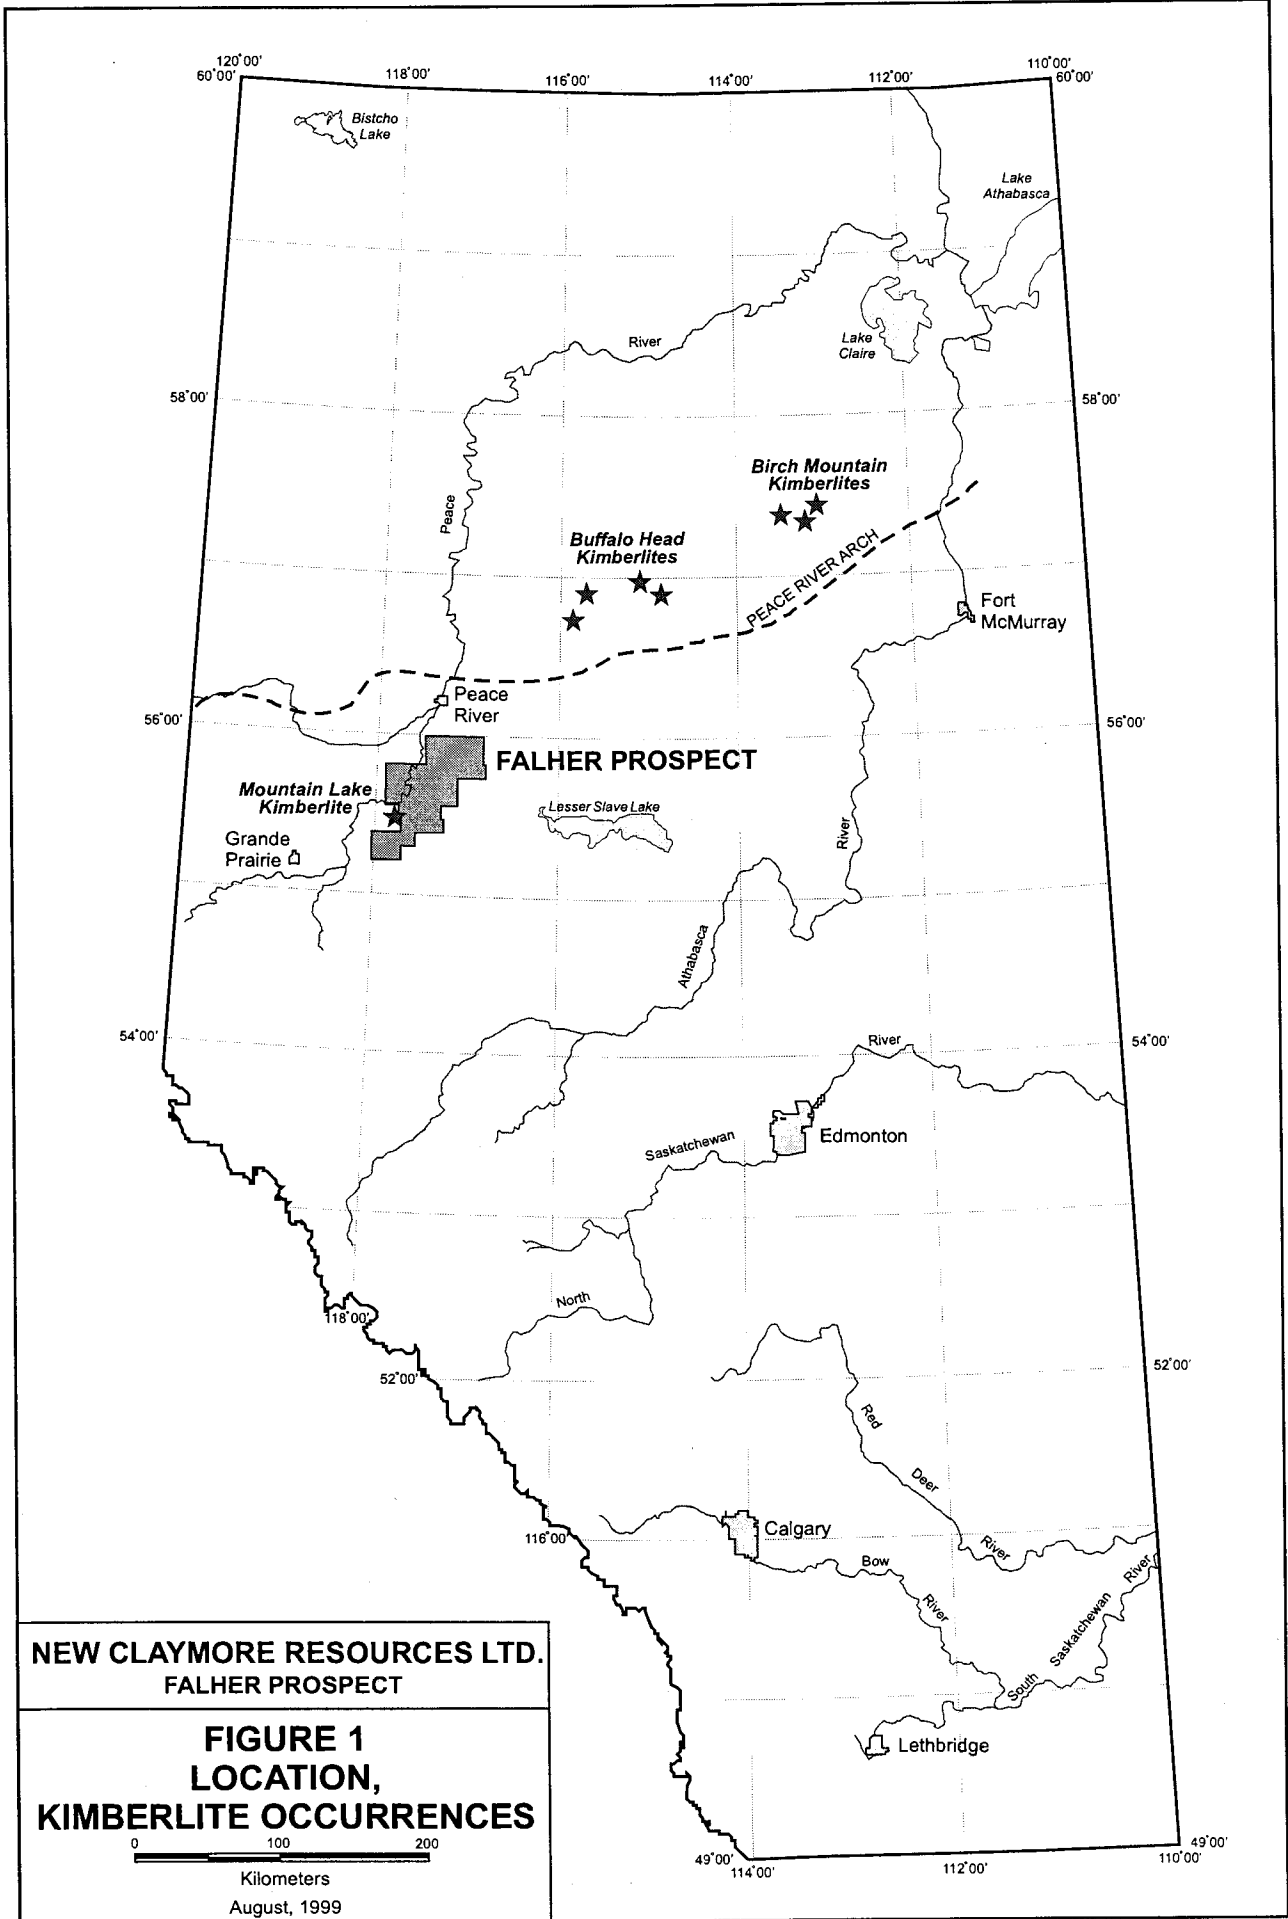 120°00'
60°00'
118°00'
116°00'
114°00'
112°00'
110°00'
60°00'
Bistcho
Lake
Lake
Athabasca
River
Lake
Claire
58°00'
58°00'
Birch Mountain
Kimberlites
Peace
Buffalo Head
Kimberlites
PEACE RIVER ARCH
Fort
McMurray
Peace
River
56°00'
56°00'
FALHER PROSPECT
Mountain Lake
Kimberlite
Lesser Slave Lake
Grande
Prairie
River
Athabasca
54°00'
River
54°00'
Edmonton
Saskatchewan
North
118°00'
52°00'
52°00'
Red
Deer
Calgary
116°00'
River
Bow
River
River
Saskatchewan
South
Lethbridge
NEW CLAYMORE RESOURCES LTD.
FALHER PROSPECT
FIGURE 1
LOCATION,
KIMBERLITE OCCURRENCES
0 100 200
Kilometers
August, 1999
49°00'
114°00'
112°00'
49°00'
110°00'